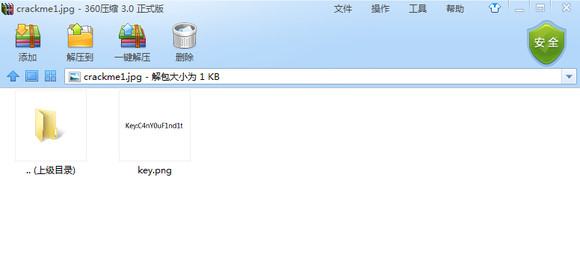 crackme1.jpg - 360压缩 3.0 正式版
文件 操作 工具 帮助
添加 解压到 一键解压 删除
安全
crackme1.jpg - 解包大小为 1 KB
Key:C4nY0uF1nd1t
.. (上级目录) key.png